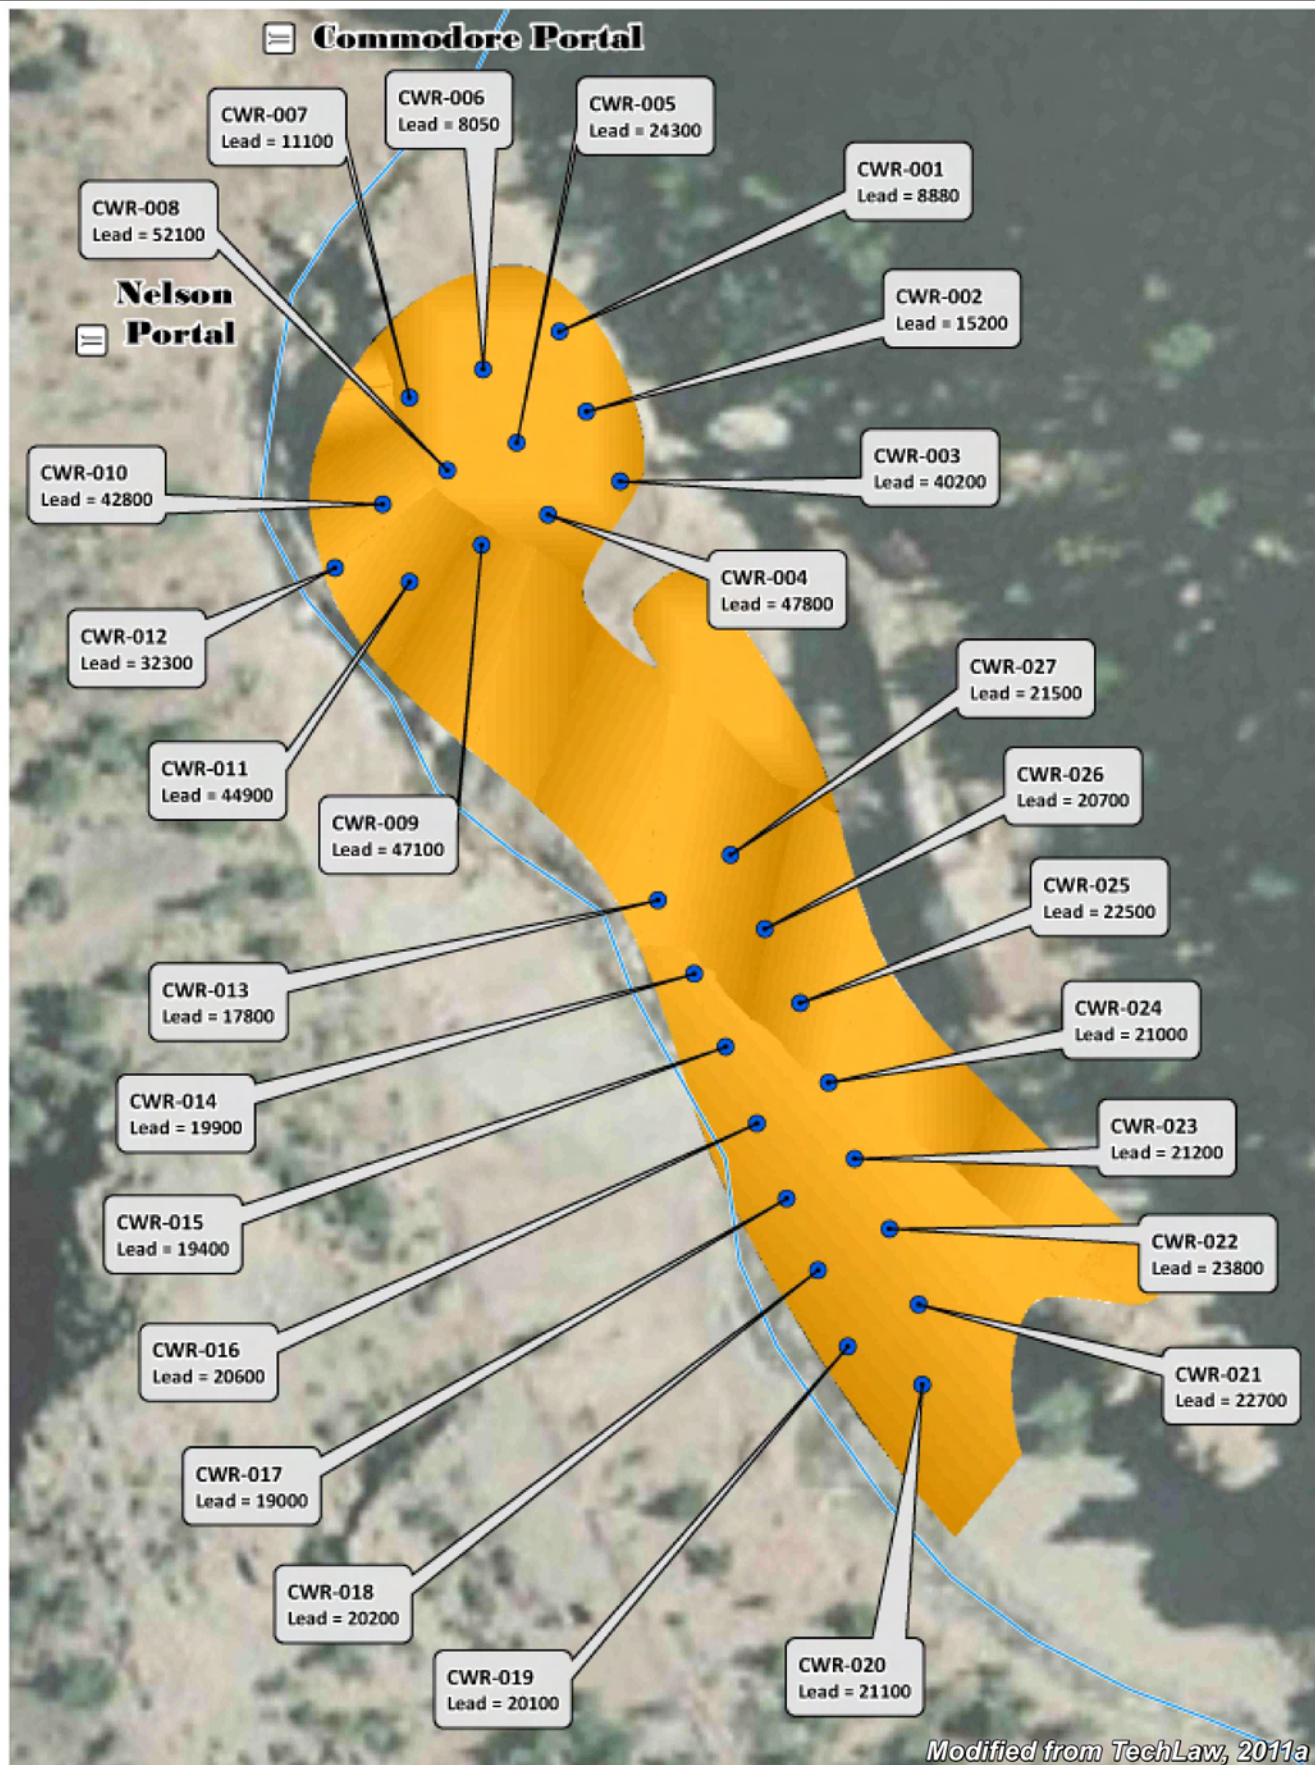 Commodore Portal
CWR-006
Lead = 8050
CWR-005
Lead = 24300
CWR-007
Lead = 11100
CWR-001
Lead = 8880
CWR-008
Lead = 52100
Nelson
Portal
CWR-002
Lead = 15200
CWR-003
Lead = 40200
CWR-010
Lead = 42800
CWR-004
Lead = 47800
CWR-012
Lead = 32300
CWR-027
Lead = 21500
CWR-011
Lead = 44900
CWR-026
Lead = 20700
CWR-009
Lead = 47100
CWR-025
Lead = 22500
CWR-013
Lead = 17800
CWR-024
Lead = 21000
CWR-014
Lead = 19900
CWR-023
Lead = 21200
CWR-015
Lead = 19400
CWR-022
Lead = 23800
CWR-016
Lead = 20600
CWR-021
Lead = 22700
CWR-017
Lead = 19000
CWR-018
Lead = 20200
CWR-019
Lead = 20100
CWR-020
Lead = 21100
Modified from TechLaw, 2011a